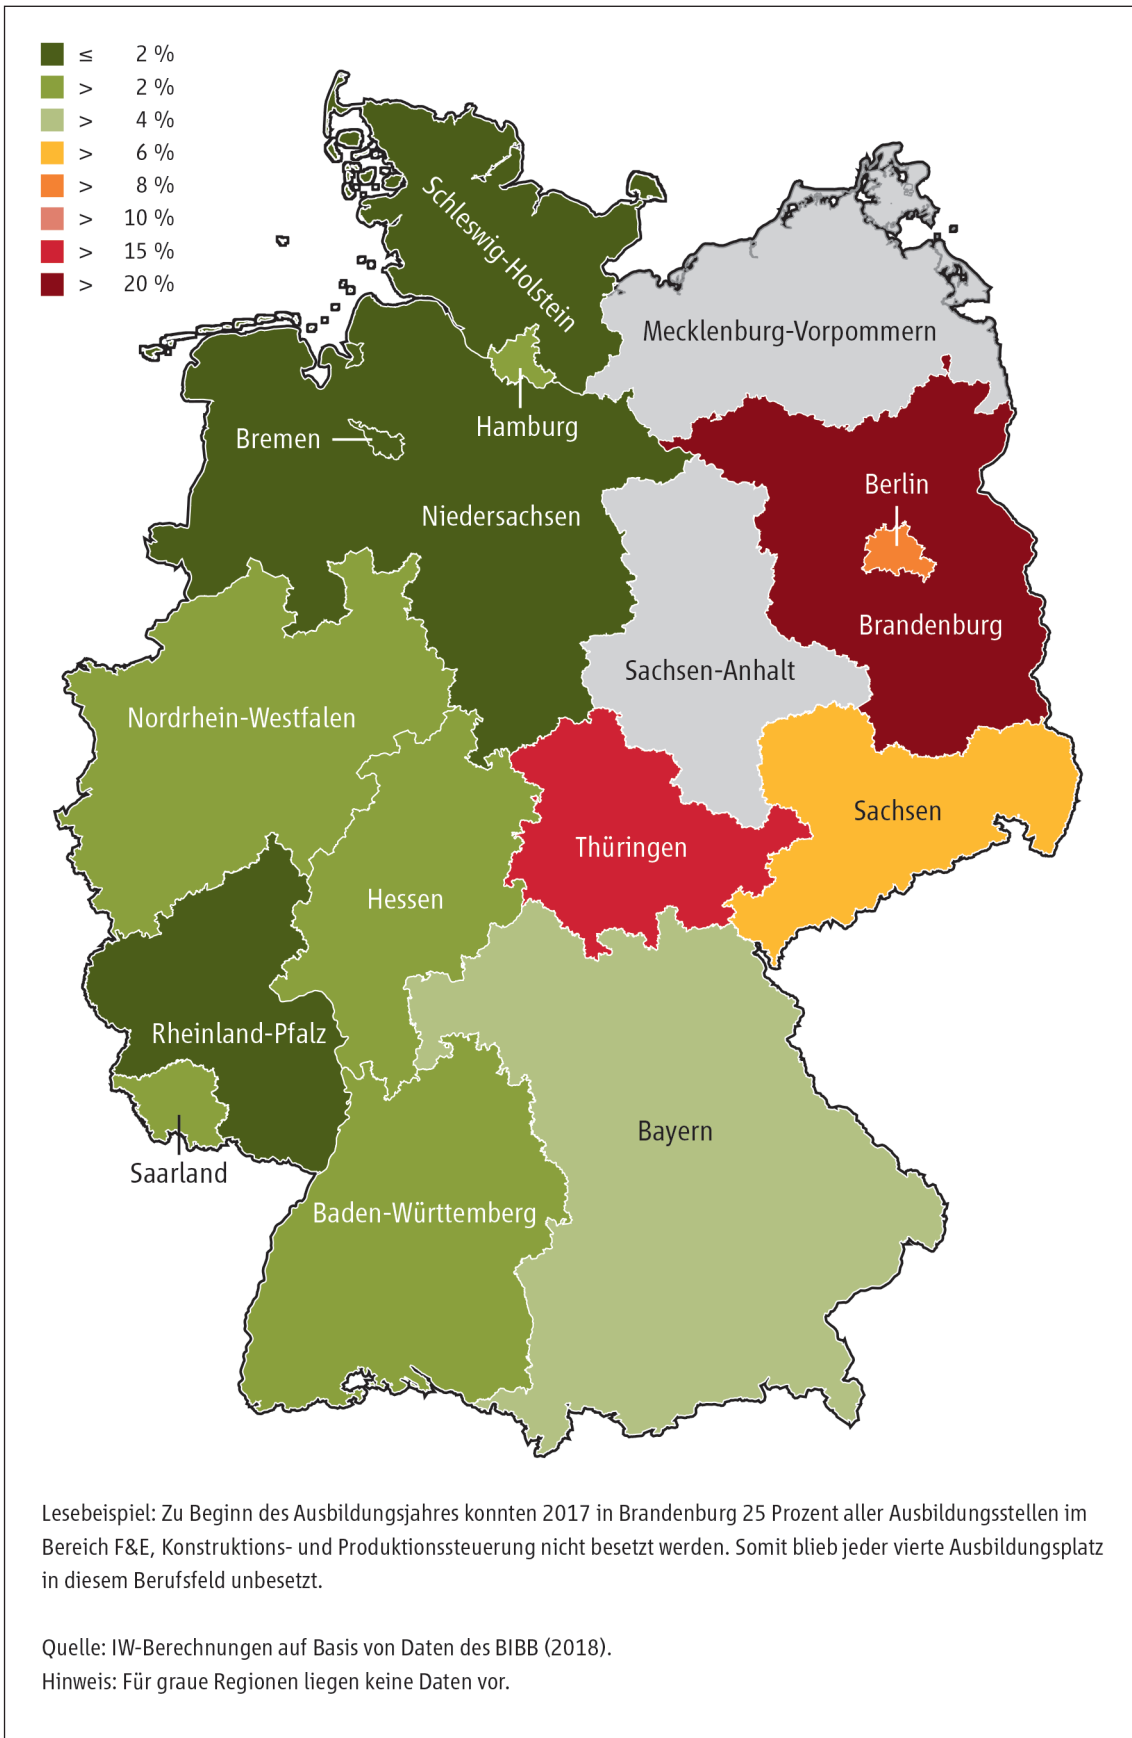 ≤ 2 %
> 2 %
> 4 %
> 6 %
> 8 %
> 10 %
> 15 %
> 20 %
Schleswig-Holstein
Mecklenburg-Vorpommern
Hamburg
Bremen
Berlin
Niedersachsen
Brandenburg
Sachsen-Anhalt
Nordrhein-Westfalen
Sachsen
Thüringen
Hessen
Rheinland-Pfalz
Bayern
Saarland
Baden-Württemberg
Lesebeispiel: Zu Beginn des Ausbildungsjahres konnten 2017 in Brandenburg 25 Prozent aller Ausbildungsstellen im
Bereich F&E, Konstruktions- und Produktionssteuerung nicht besetzt werden. Somit blieb jeder vierte Ausbildungsplatz
in diesem Berufsfeld unbesetzt.
Quelle: IW-Berechnungen auf Basis von Daten des BIBB (2018).
Hinweis: Für graue Regionen liegen keine Daten vor.